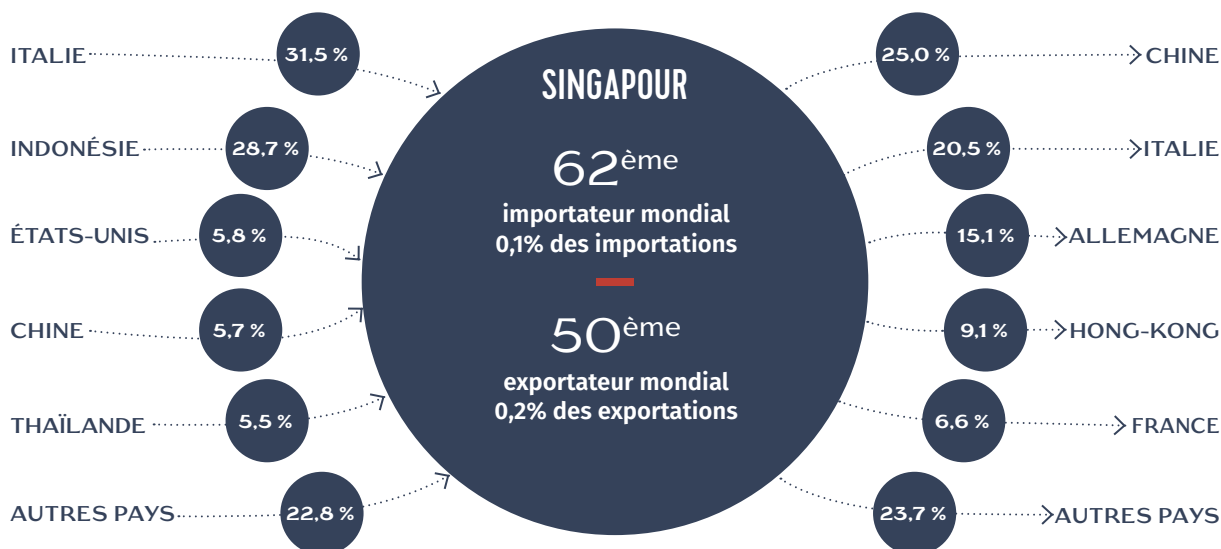 ITALIE 31,5 %
INDONÉSIE 28,7 %
ÉTATS-UNIS 5,8 %
CHINE 5,7 %
THAÏLANDE 5,5 %
AUTRES PAYS 22,8 %
SINGAPOUR
62ème
importateur mondial
0,1% des importations
50ème
exportateur mondial
0,2% des exportations
25,0 % CHINE
20,5 % ITALIE
15,1 % ALLEMAGNE
9,1 % HONG-KONG
6,6 % FRANCE
23,7 % AUTRES PAYS